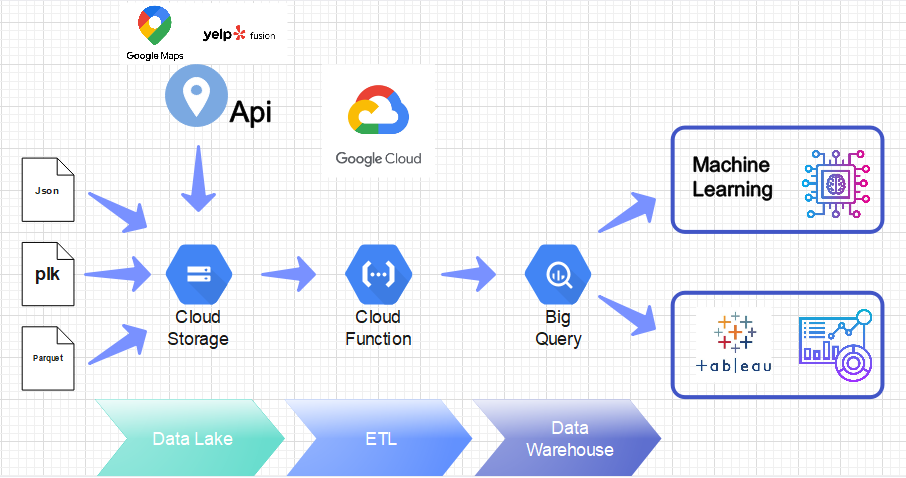 Google Maps
yelp fusion
Api
Google Cloud
Json
plk
Parquet
Cloud
Storage
Cloud
Function
Big
Query
Machine
Learning
+ableau
Data Lake
ETL
Data
Warehouse